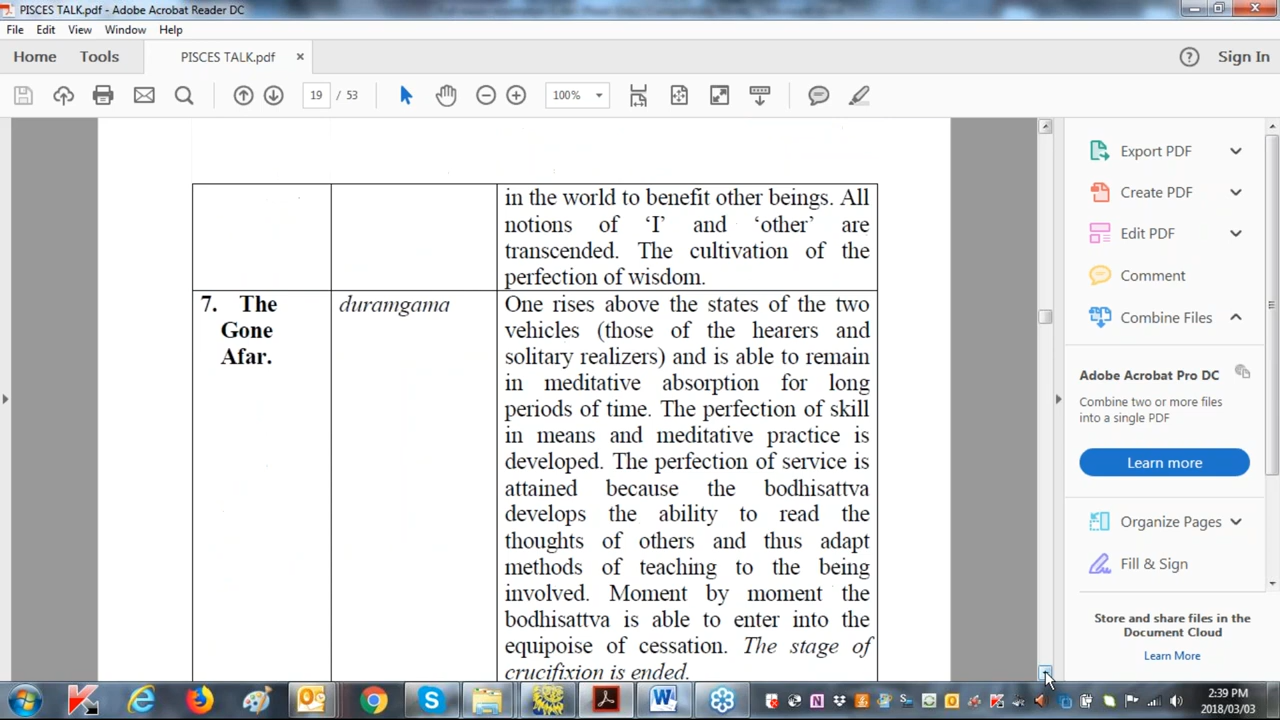 PISCES TALK.pdf - Adobe Acrobat Reader DC
File Edit View Window Help
Home Tools PISCES TALK.pdf × Sign In
19 / 53 100%
in the world to benefit other beings. All
notions of ‘I’ and ‘other’ are
transcended. The cultivation of the
perfection of wisdom.
7. The
Gone
Afar.
duramgama
One rises above the states of the two
vehicles (those of the hearers and
solitary realizers) and is able to remain
in meditative absorption for long
periods of time. The perfection of skill
in means and meditative practice is
developed. The perfection of service is
attained because the bodhisattva
develops the ability to read the
thoughts of others and thus adapt
methods of teaching to the being
involved. Moment by moment the
bodhisattva is able to enter into the
equipoise of cessation. The stage of
crucifixion is ended.
Export PDF
Create PDF
Edit PDF
Comment
Combine Files
Adobe Acrobat Pro DC
Combine two or more files
into a single PDF
Learn more
Organize Pages
Fill & Sign
Store and share files in the
Document Cloud
Learn More
2:39 PM
2018/03/03